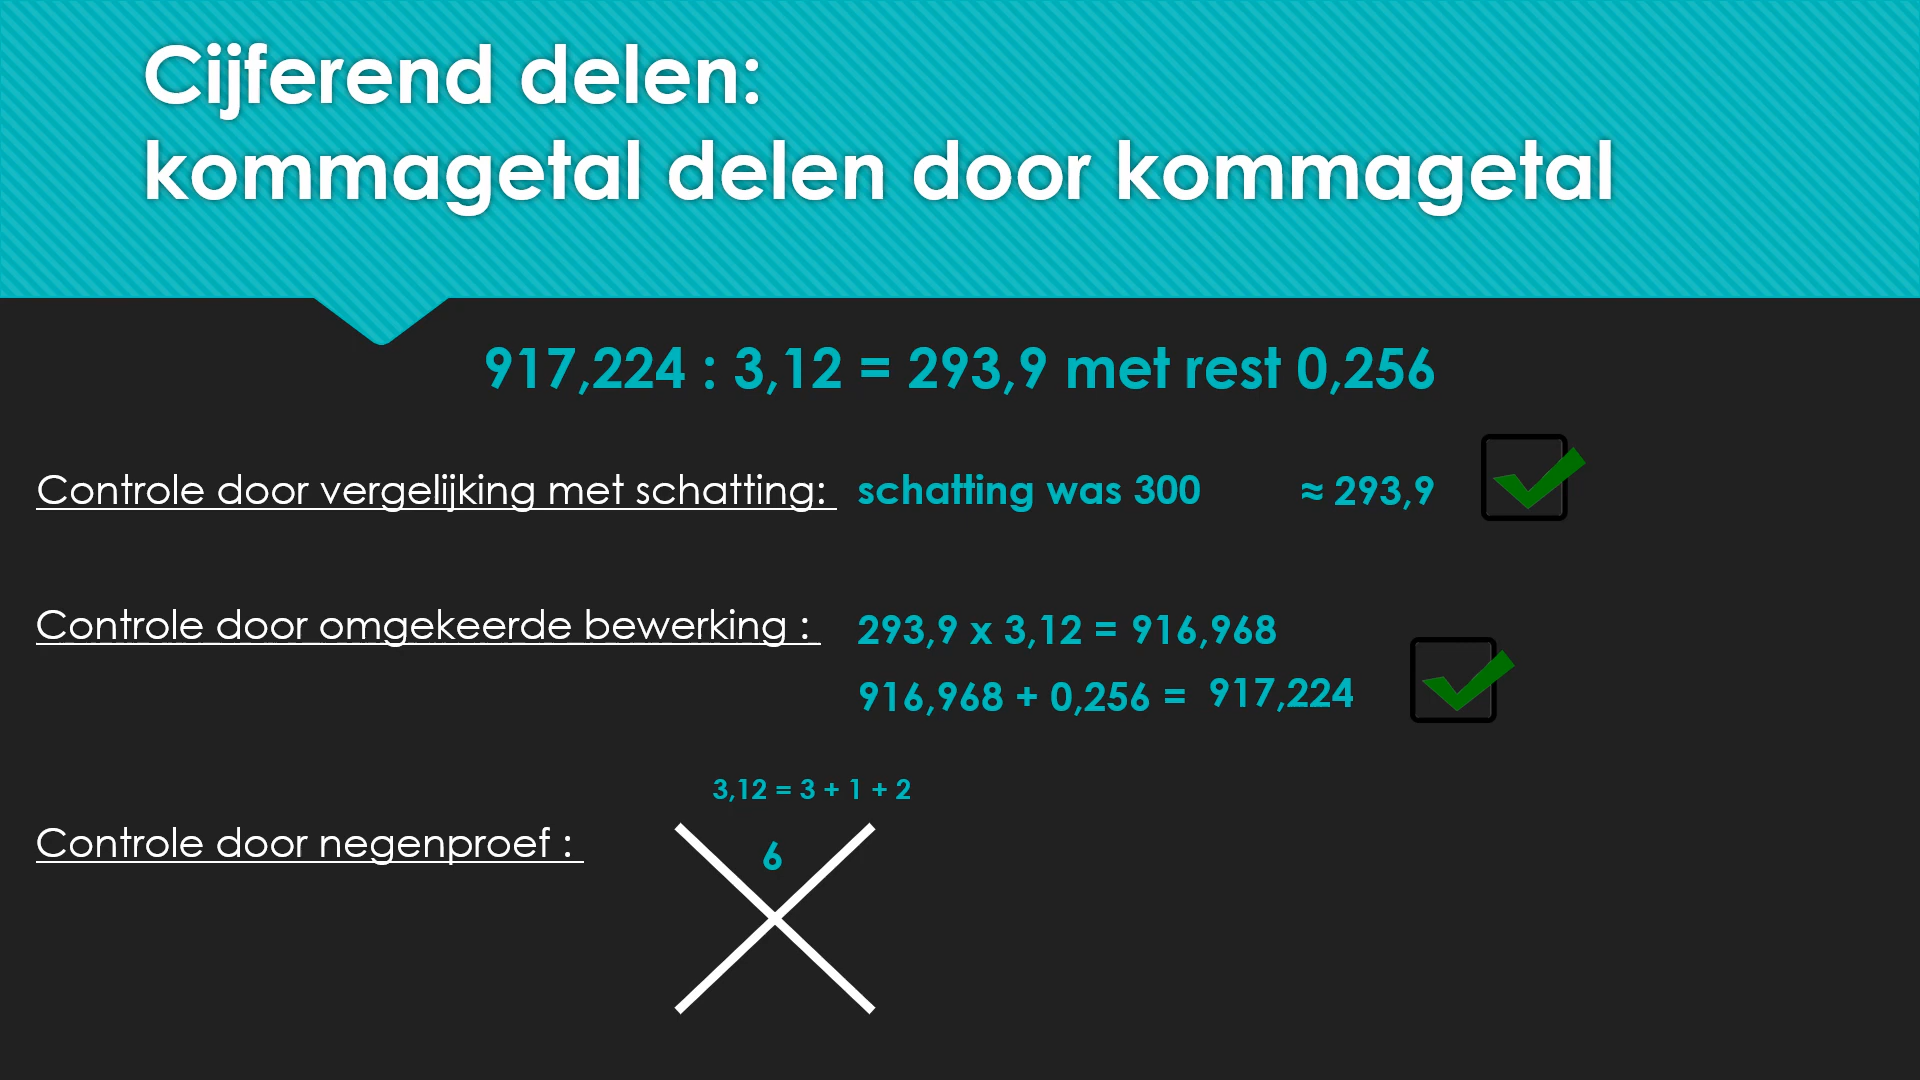 Cijferend delen:
kommagetal delen door kommagetal
917,224 : 3,12 = 293,9 met rest 0,256
Controle door vergelijking met schatting: schatting was 300 ≈ 293,9
Controle door omgekeerde bewerking : 293,9 x 3,12 = 916,968
916,968 + 0,256 = 917,224
3,12 = 3 + 1 + 2
Controle door negenproef :
6